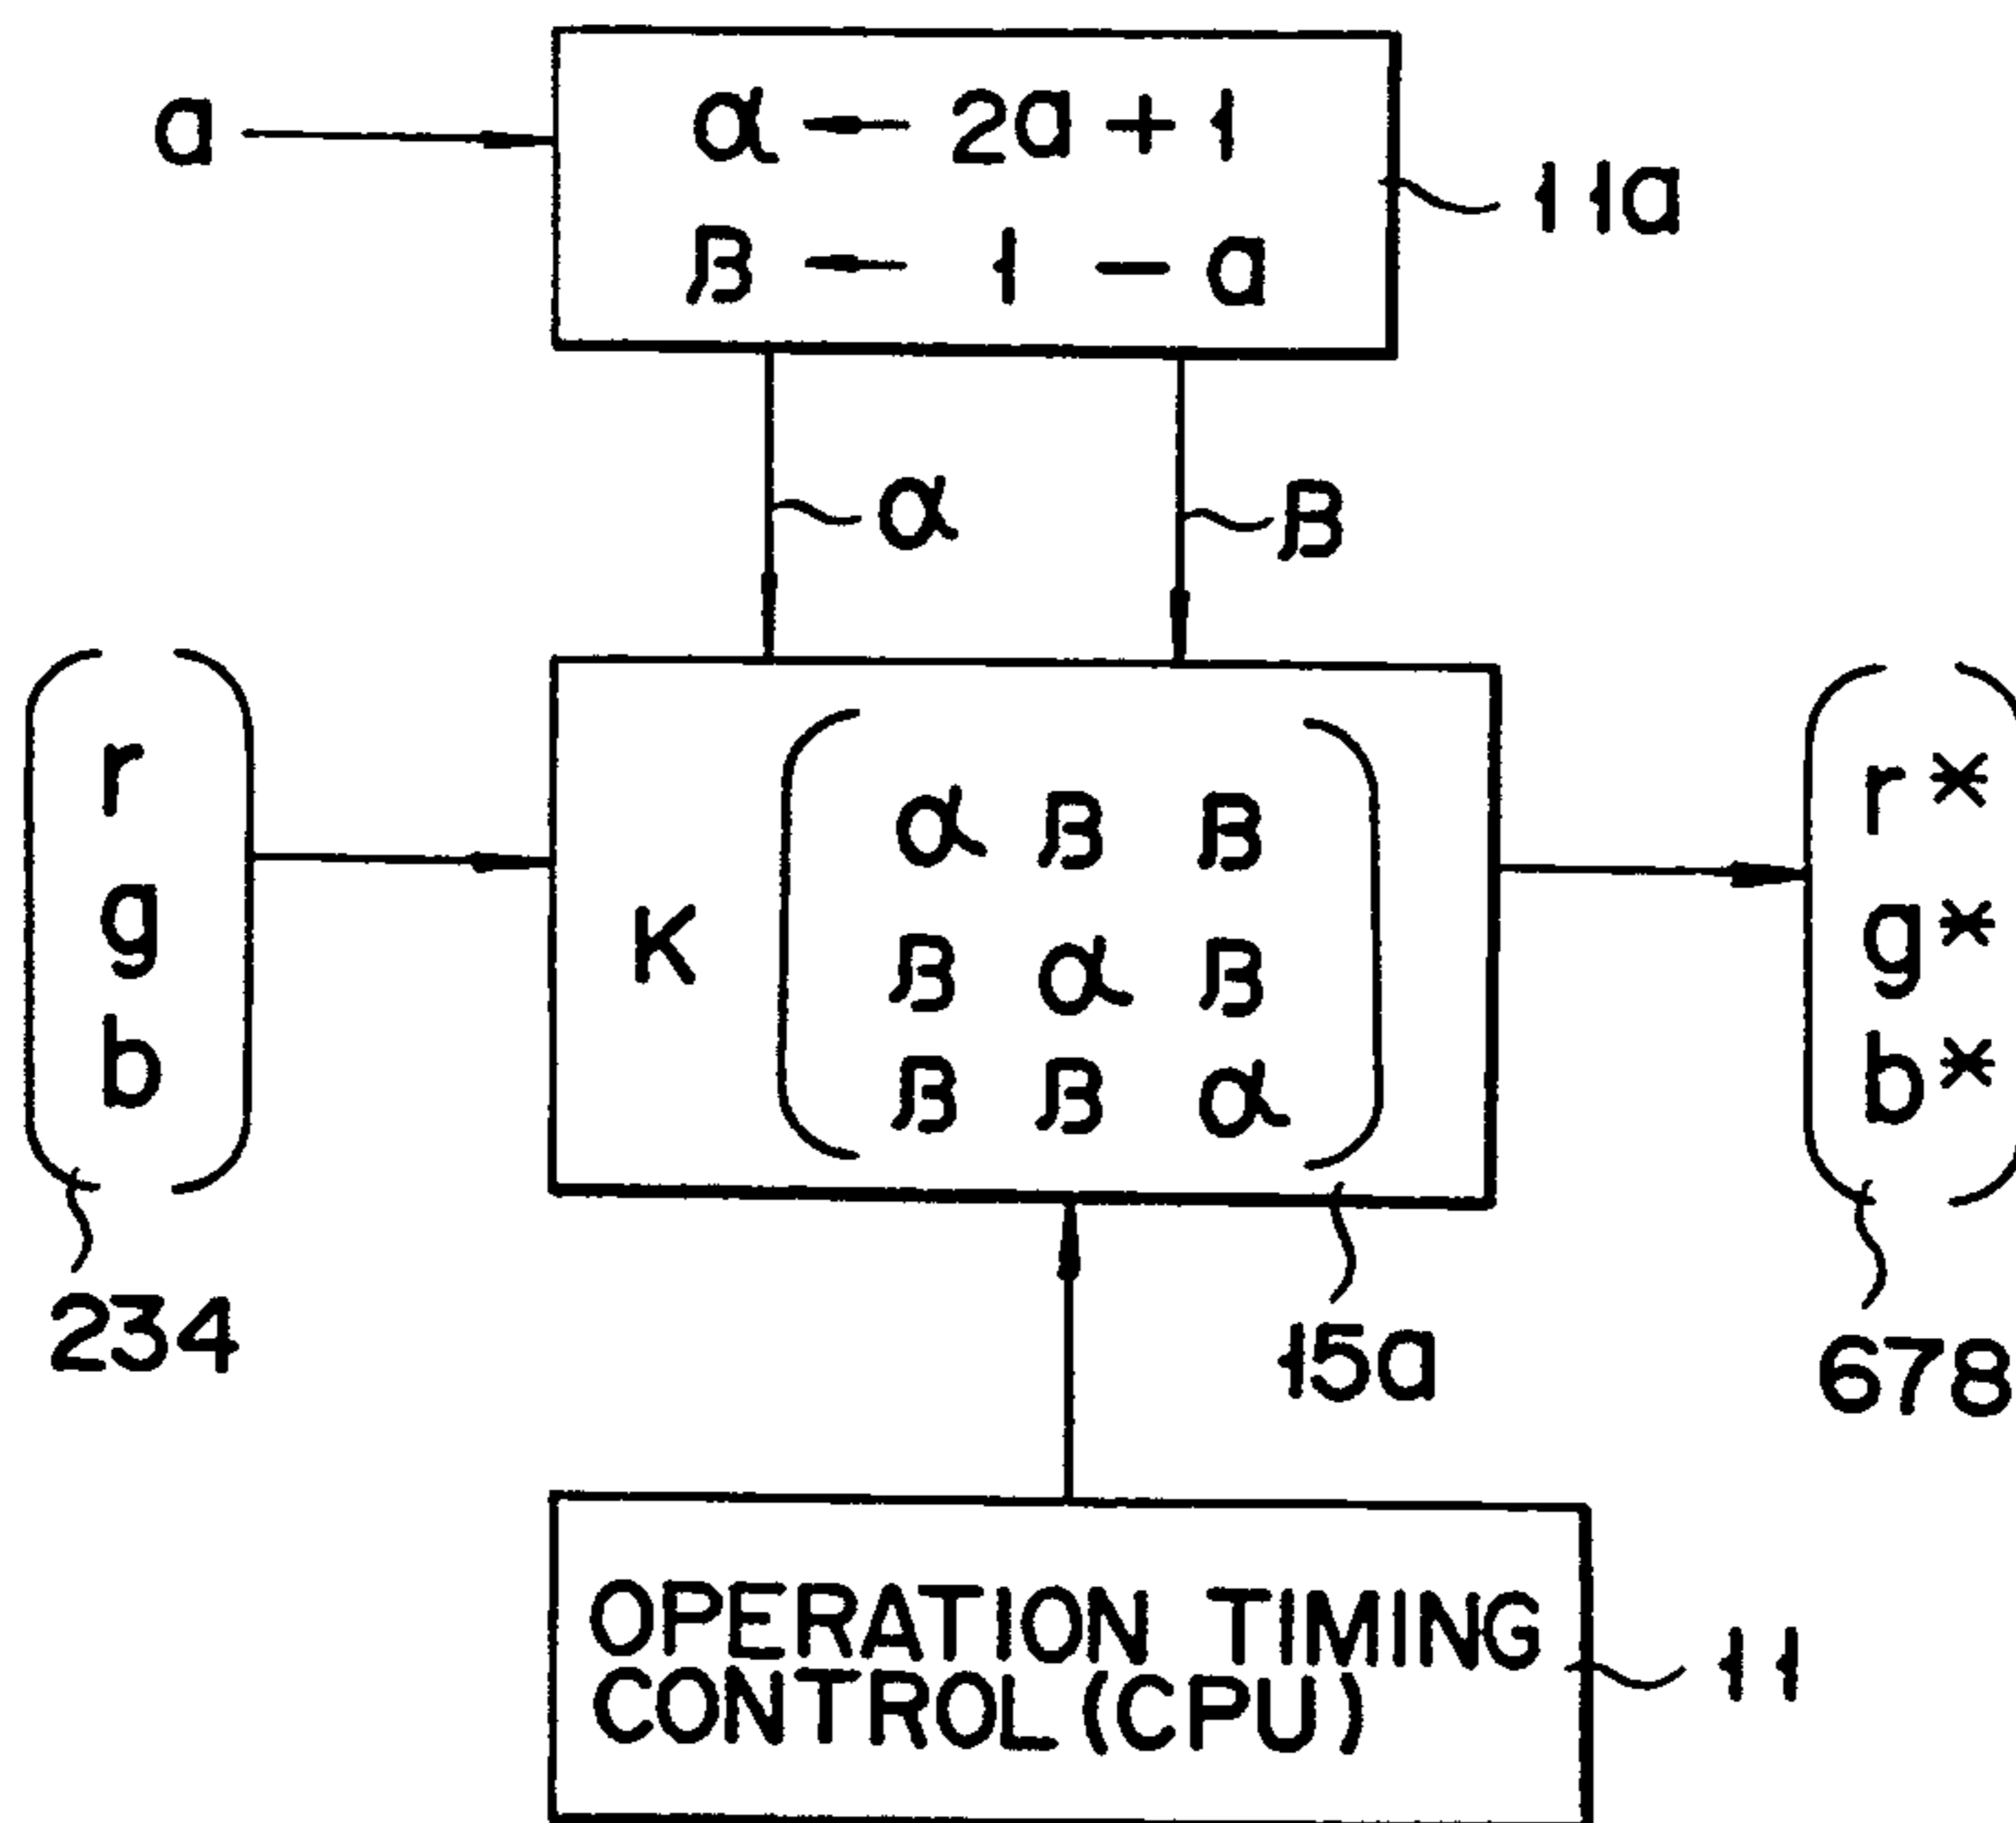 a
α ← 2a + 1
β ← 1 - a
11a
α
β
r
g
b
K
α β β
β α β
β β α
r*
g*
b*
234
15a
678
OPERATION TIMING
CONTROL (CPU)
11